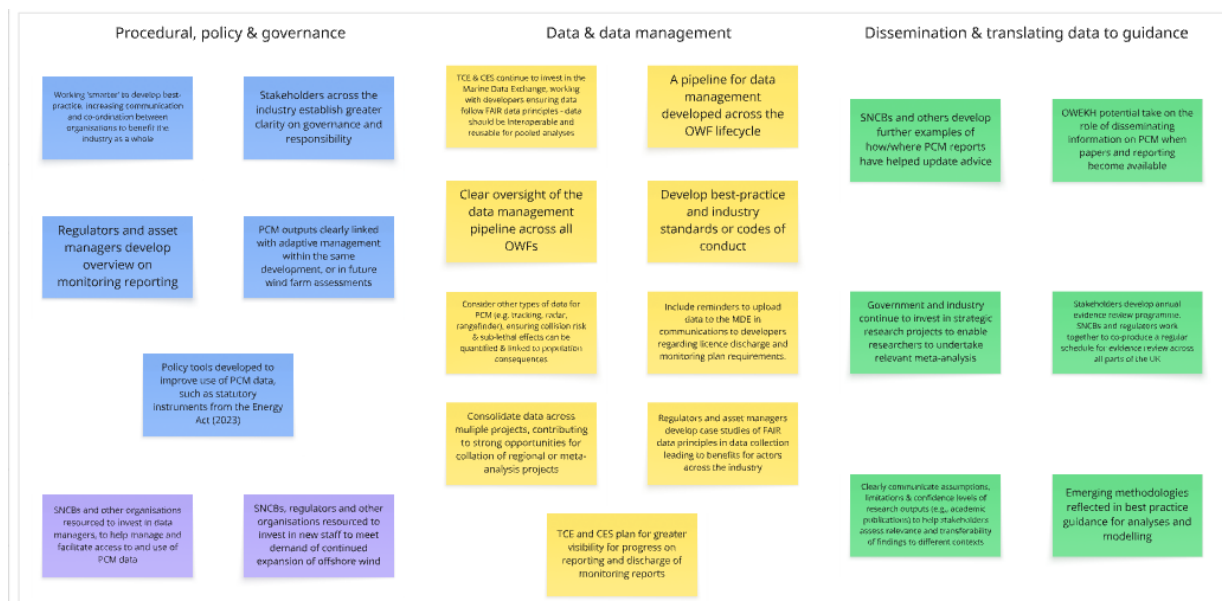 Procedural, policy & governance
Working 'smarter' to develop best-
practice, increasing communication
and co-ordination between
organisations to benefit the
industry as a whole
Stakeholders across the
industry establish greater
clarity on governance and
responsibility
Regulators and asset
managers develop
overview on
monitoring reporting
PCM outputs clearly linked
with adaptive management
within the same
development, or in future
wind farm assessments
Policy tools developed to
improve use of PCM data,
such as statutory
instruments from the Energy
Act (2023)
SNCBs and other organisations
resourced to invest in data
managers, to help manage and
facilitate access to and use of
PCM data
SNCBs, regulators and other
organisations resourced to
invest in new staff to meet
demand of continued
expansion of offshore wind
Data & data management
TCE & CES continue to invest in the
Marine Data Exchange, working
with developers ensuring data
follow FAIR data principles - data
should be Interoperable and
reusable for pooled analyses
A pipeline for data
management
developed across the
OWF lifecycle
Clear oversight of the
data management
pipeline across all
OWFs
Develop best-practice
and industry
standards or codes of
conduct
Consider other types of data for
PCM (e.g. tracking, radar,
rangefinder), ensuring collision risk
& sub-lethal effects can be
quantified & linked to population
consequences
Include reminders to upload
data to the MDE in
communications to developers
regarding licence discharge and
monitoring plan requirements.
Consolidate data across
muliple projects, contributing
to strong opportunities for
collation of regional or meta-
analysis projects
Regulators and asset managers
develop case studies of FAIR
data principles in data collection
leading to benefits for actors
across the industry
TCE and CES plan for greater
visibility for progress on
reporting and discharge of
monitoring reports
Dissemination & translating data to guidance
SNCBs and others develop
further examples of
how/where PCM reports
have helped update advice
OWEKH potential take on the
role of disseminating
information on PCM when
papers and reporting
become available
Government and industry
continue to invest in strategic
research projects to enable
researchers to undertake
relevant meta-analysis
Stakeholders develop annual
evidence review programme.
SNCBs and regulators work
together to co-produce a regular
schedule for evidence review across
all parts of the UK
Clearly communicate assumptions,
limitations & confidence levels of
research outputs (e.g., academic
publications) to help stakeholders
assess relevance and transferability
of findings to different contexts
Emerging methodologies
reflected in best practice
guidance for analyses and
modelling